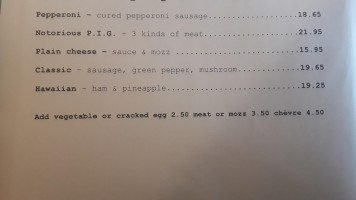 Pepperoni - cured pepperoni sausage...................18.65
Notorious P.I.G. - 3 kinds of meat....................21.95
Plain cheese - sauce & mozz ..........................15.95
Classic - sausage, green pepper, mushroom.............19.65
Hawaiian - ham & pineapple............................19.25
Add vegetable or cracked egg 2.50 meat or mozz 3.50 chevre 4.50